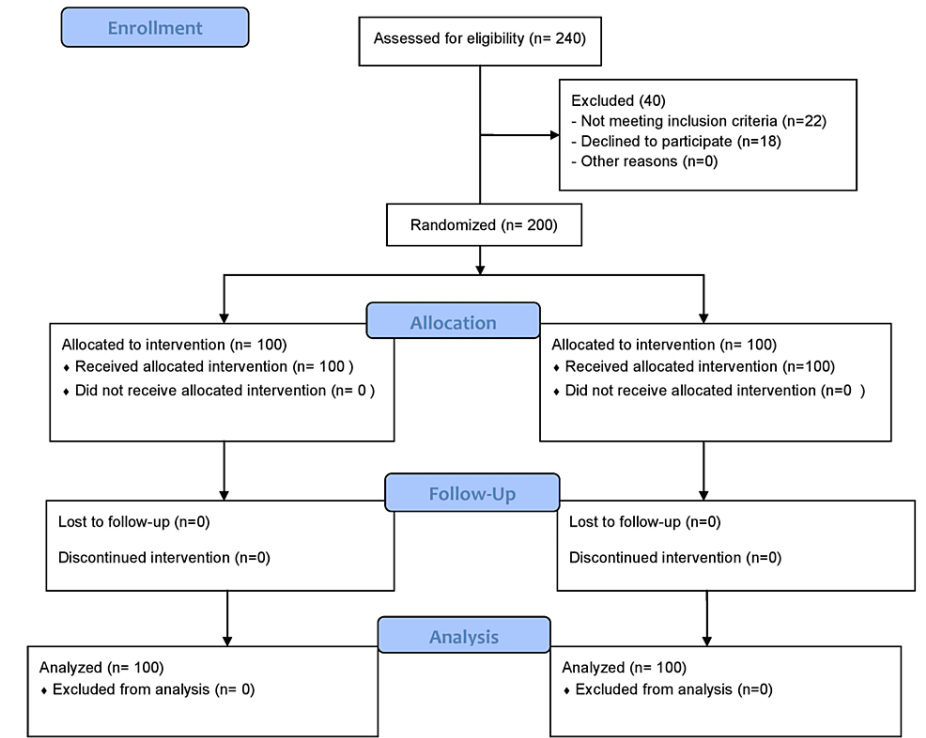 Enrollment
Assessed for eligibility (n= 240)
Excluded (40)
- Not meeting inclusion criteria (n=22)
- Declined to participate (n=18)
- Other reasons (n=0)
Randomized (n= 200)
Allocation
Allocated to intervention (n= 100)
♦ Received allocated intervention (n= 100 )
♦ Did not receive allocated intervention (n= 0 )
Allocated to intervention (n= 100)
♦ Received allocated intervention (n=100)
♦ Did not receive allocated intervention (n=0 )
Follow-Up
Lost to follow-up (n=0)
Discontinued intervention (n=0)
Lost to follow-up (n=0)
Discontinued intervention (n=0)
Analysis
Analyzed (n= 100)
♦ Excluded from analysis (n= 0)
Analyzed (n= 100)
♦ Excluded from analysis (n=0)